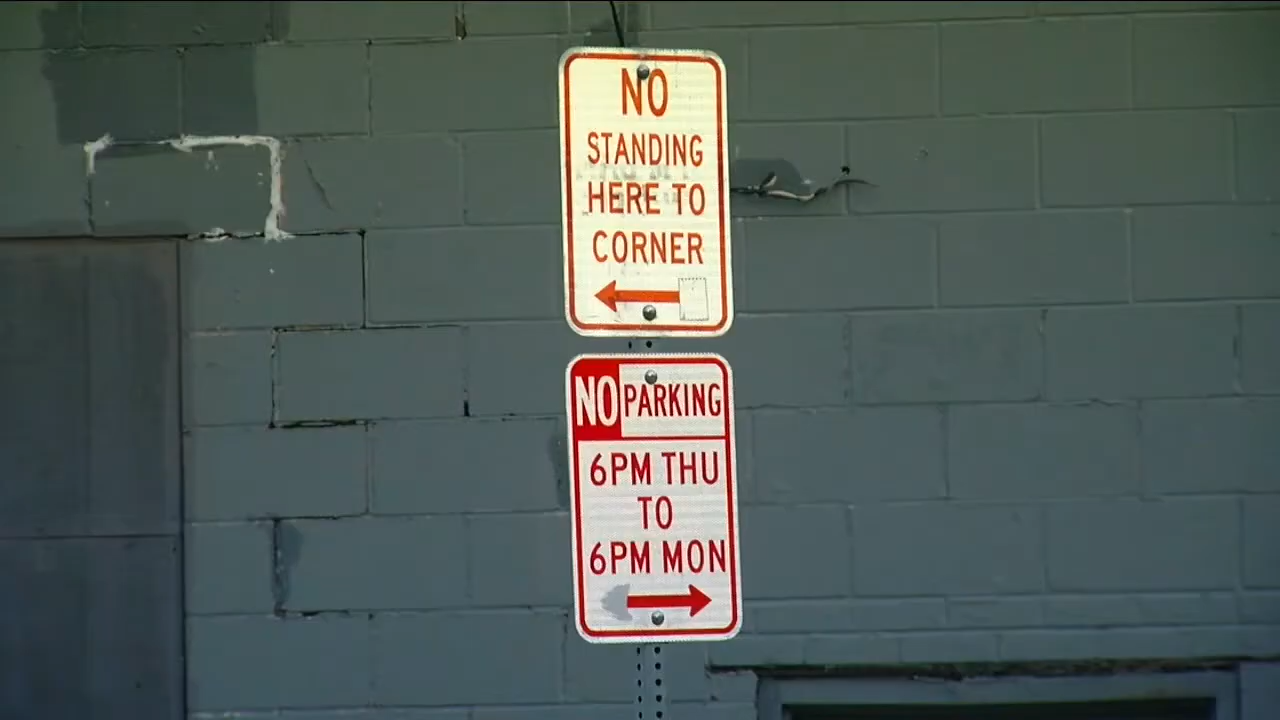 NO
STANDING
HERE TO
CORNER
NO PARKING
6PM THU
TO
6PM MON